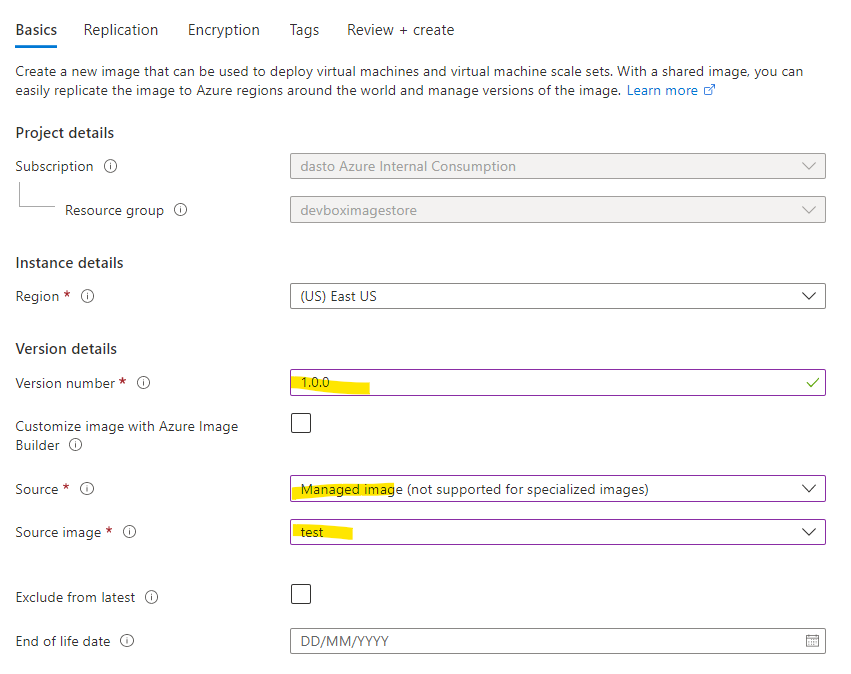 Basics Replication Encryption Tags Review + create
Create a new image that can be used to deploy virtual machines and virtual machine scale sets. With a shared image, you can
easily replicate the image to Azure regions around the world and manage versions of the image. Learn more
Project details
Subscription dasto Azure Internal Consumption
Resource group devboximagestore
Instance details
Region * (US) East US
Version details
Version number * 1.0.0
Customize image with Azure Image
Builder
Source * Managed image (not supported for specialized images)
Source image * test
Exclude from latest
End of life date DD/MM/YYYY